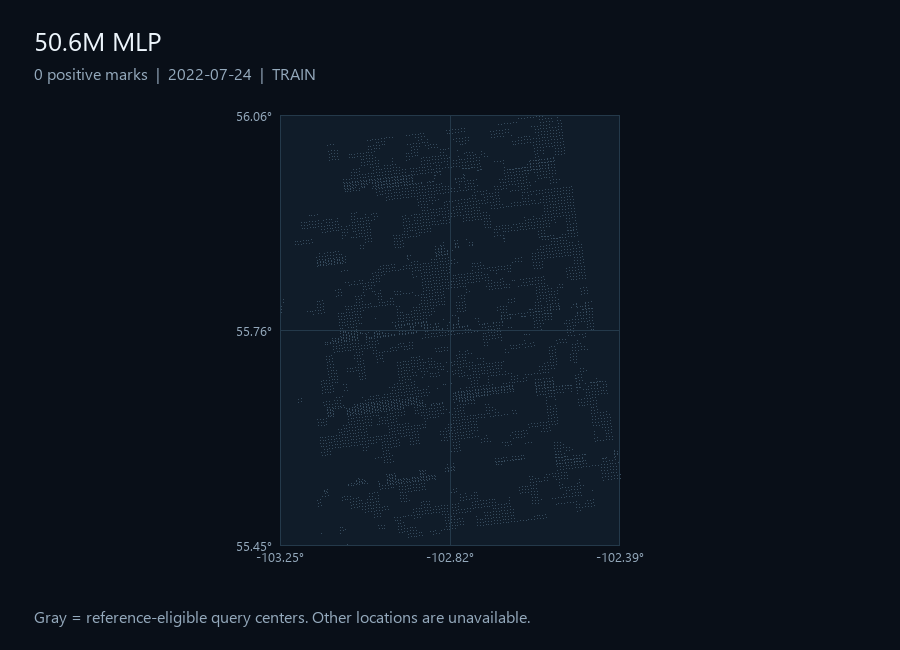 50.6M MLP
0 positive marks | 2022-07-24 | TRAIN
56.06°
55.76°
55.45°
-103.25°
-102.82°
-102.39°
Gray = reference-eligible query centers. Other locations are unavailable.